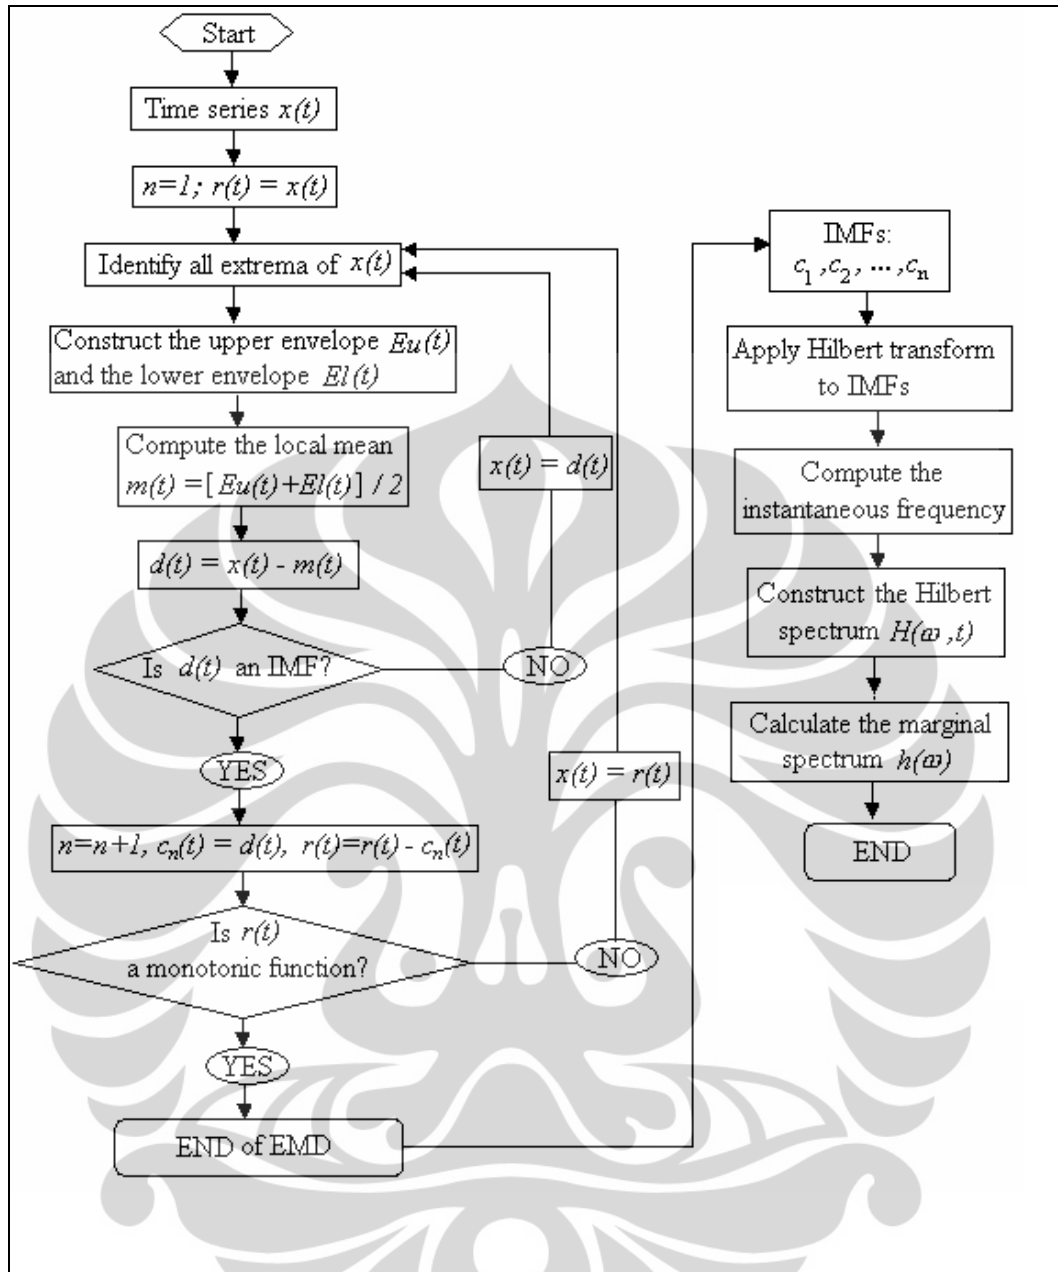 Start
Time series x(t)
n=1; r(t) = x(t)
Identify all extrema of x(t)
Construct the upper envelope Eu(t)
and the lower envelope El(t)
Compute the local mean
m(t) =[ Eu(t)+El(t)] / 2
d(t) = x(t) - m(t)
Is d(t) an IMF?
NO
x(t) = d(t)
YES
n=n+1, cₙ(t) = d(t), r(t)=r(t) - cₙ(t)
Is r(t)
a monotonic function?
NO
x(t) = r(t)
YES
END of EMD
IMFs:
c₁ ,c₂ , ... ,cₙ
Apply Hilbert transform
to IMFs
Compute the
instantaneous frequency
Construct the Hilbert
spectrum H(ω ,t)
Calculate the marginal
spectrum h(ω)
END